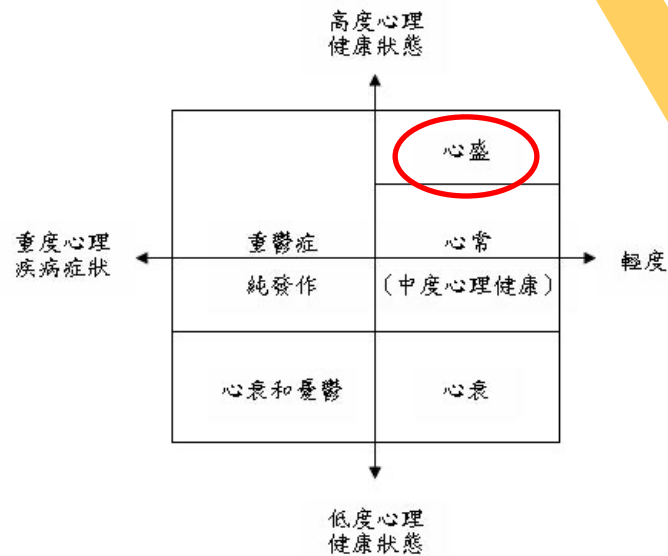 高度心理
健康狀態
心盛
重度心理
疾病症狀
重鬱症
純發作
心常
(中度心理健康)
輕度
心衰和憂鬱
心衰
低度心理
健康狀態